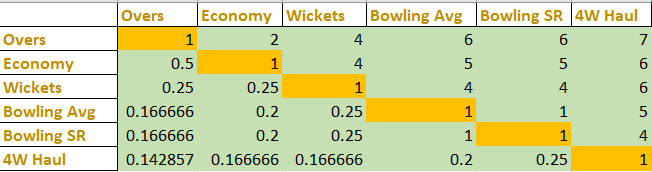 Overs Economy Wickets Bowling Avg Bowling SR 4W Haul
Overs 1 2 4 6 6 7
Economy 0.5 1 4 5 5 6
Wickets 0.25 0.25 1 4 4 6
Bowling Avg 0.166666 0.2 0.25 1 1 5
Bowling SR 0.166666 0.2 0.25 1 1 4
4W Haul 0.142857 0.166666 0.166666 0.2 0.25 1